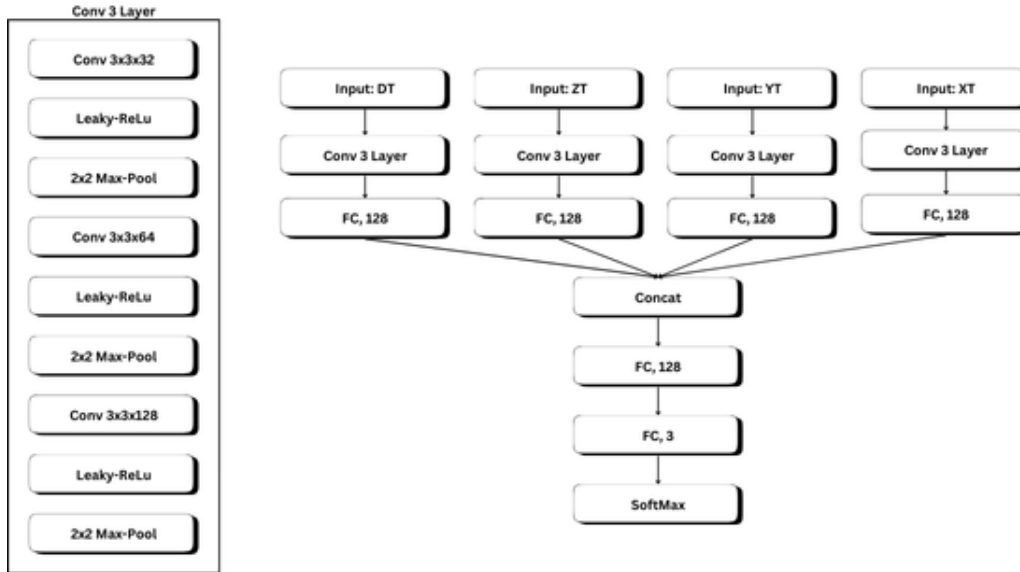 Conv 3 Layer
Conv 3x3x32
Leaky-ReLu
2x2 Max-Pool
Conv 3x3x64
Leaky-ReLu
2x2 Max-Pool
Conv 3x3x128
Leaky-ReLu
2x2 Max-Pool
Input: DT
Input: ZT
Input: YT
Input: XT
Conv 3 Layer
Conv 3 Layer
Conv 3 Layer
Conv 3 Layer
FC, 128
FC, 128
FC, 128
FC, 128
Concat
FC, 128
FC, 3
SoftMax